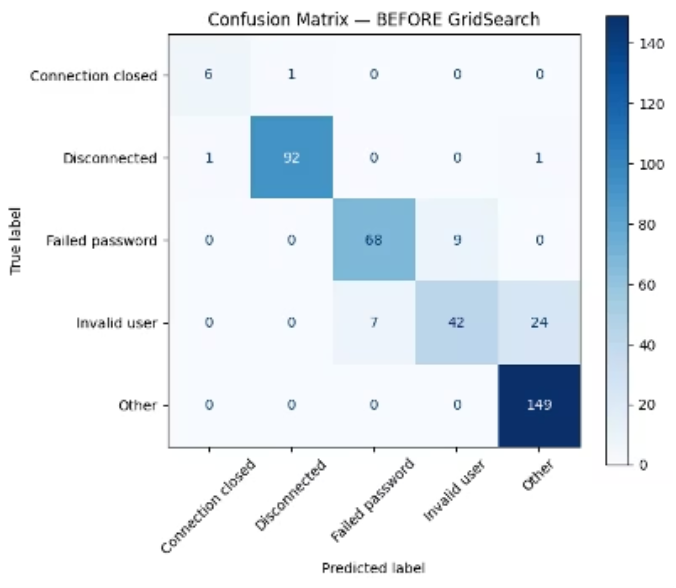 Confusion Matrix — BEFORE GridSearch
Connection closed 6 1 0 0 0
Disconnected 1 92 0 0 1
Failed password 0 0 68 9 0
Invalid user 0 0 7 42 24
Other 0 0 0 0 149
True label
Connection closed
Disconnected
Failed password
Invalid user
Other
Predicted label
140
120
100
80
60
40
20
0